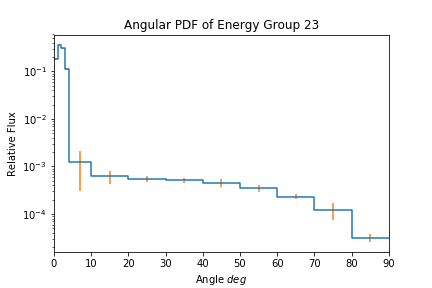 Angular PDF of Energy Group 23
Relative Flux
10⁻¹
10⁻²
10⁻³
10⁻⁴
0 10 20 30 40 50 60 70 80 90
Angle deg